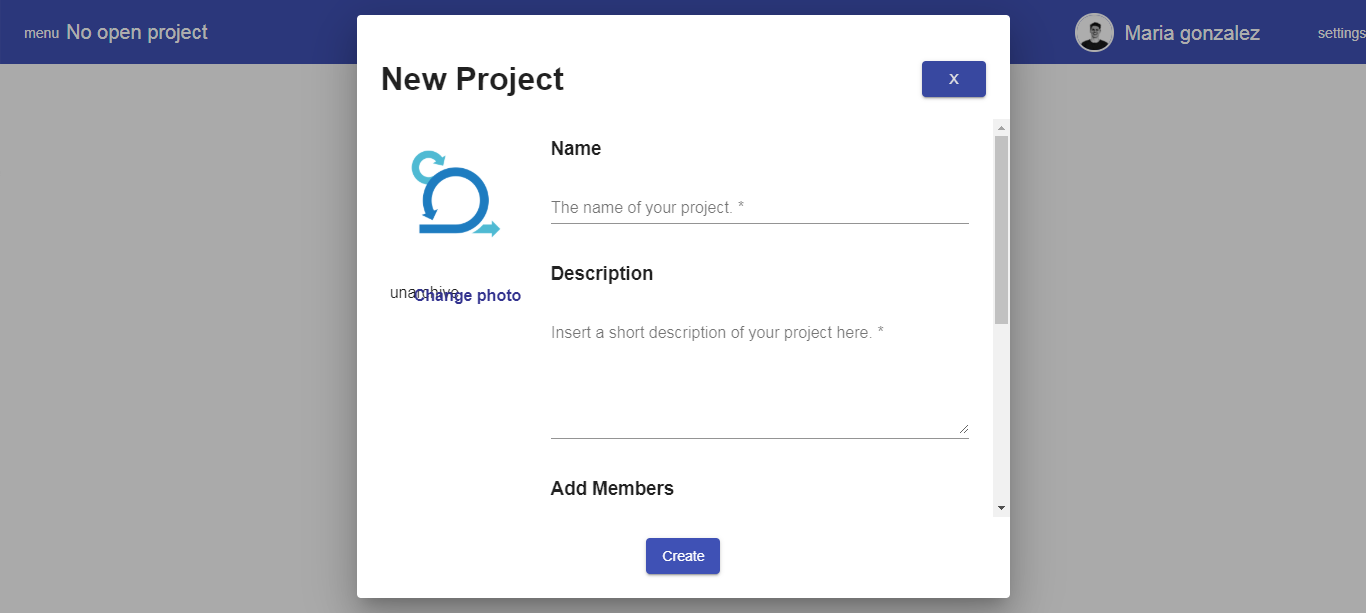 menu No open project
Maria gonzalez
settings
New Project
X
Name
The name of your project. *
unarchive
Change photo
Description
Insert a short description of your project here. *
Add Members
Create